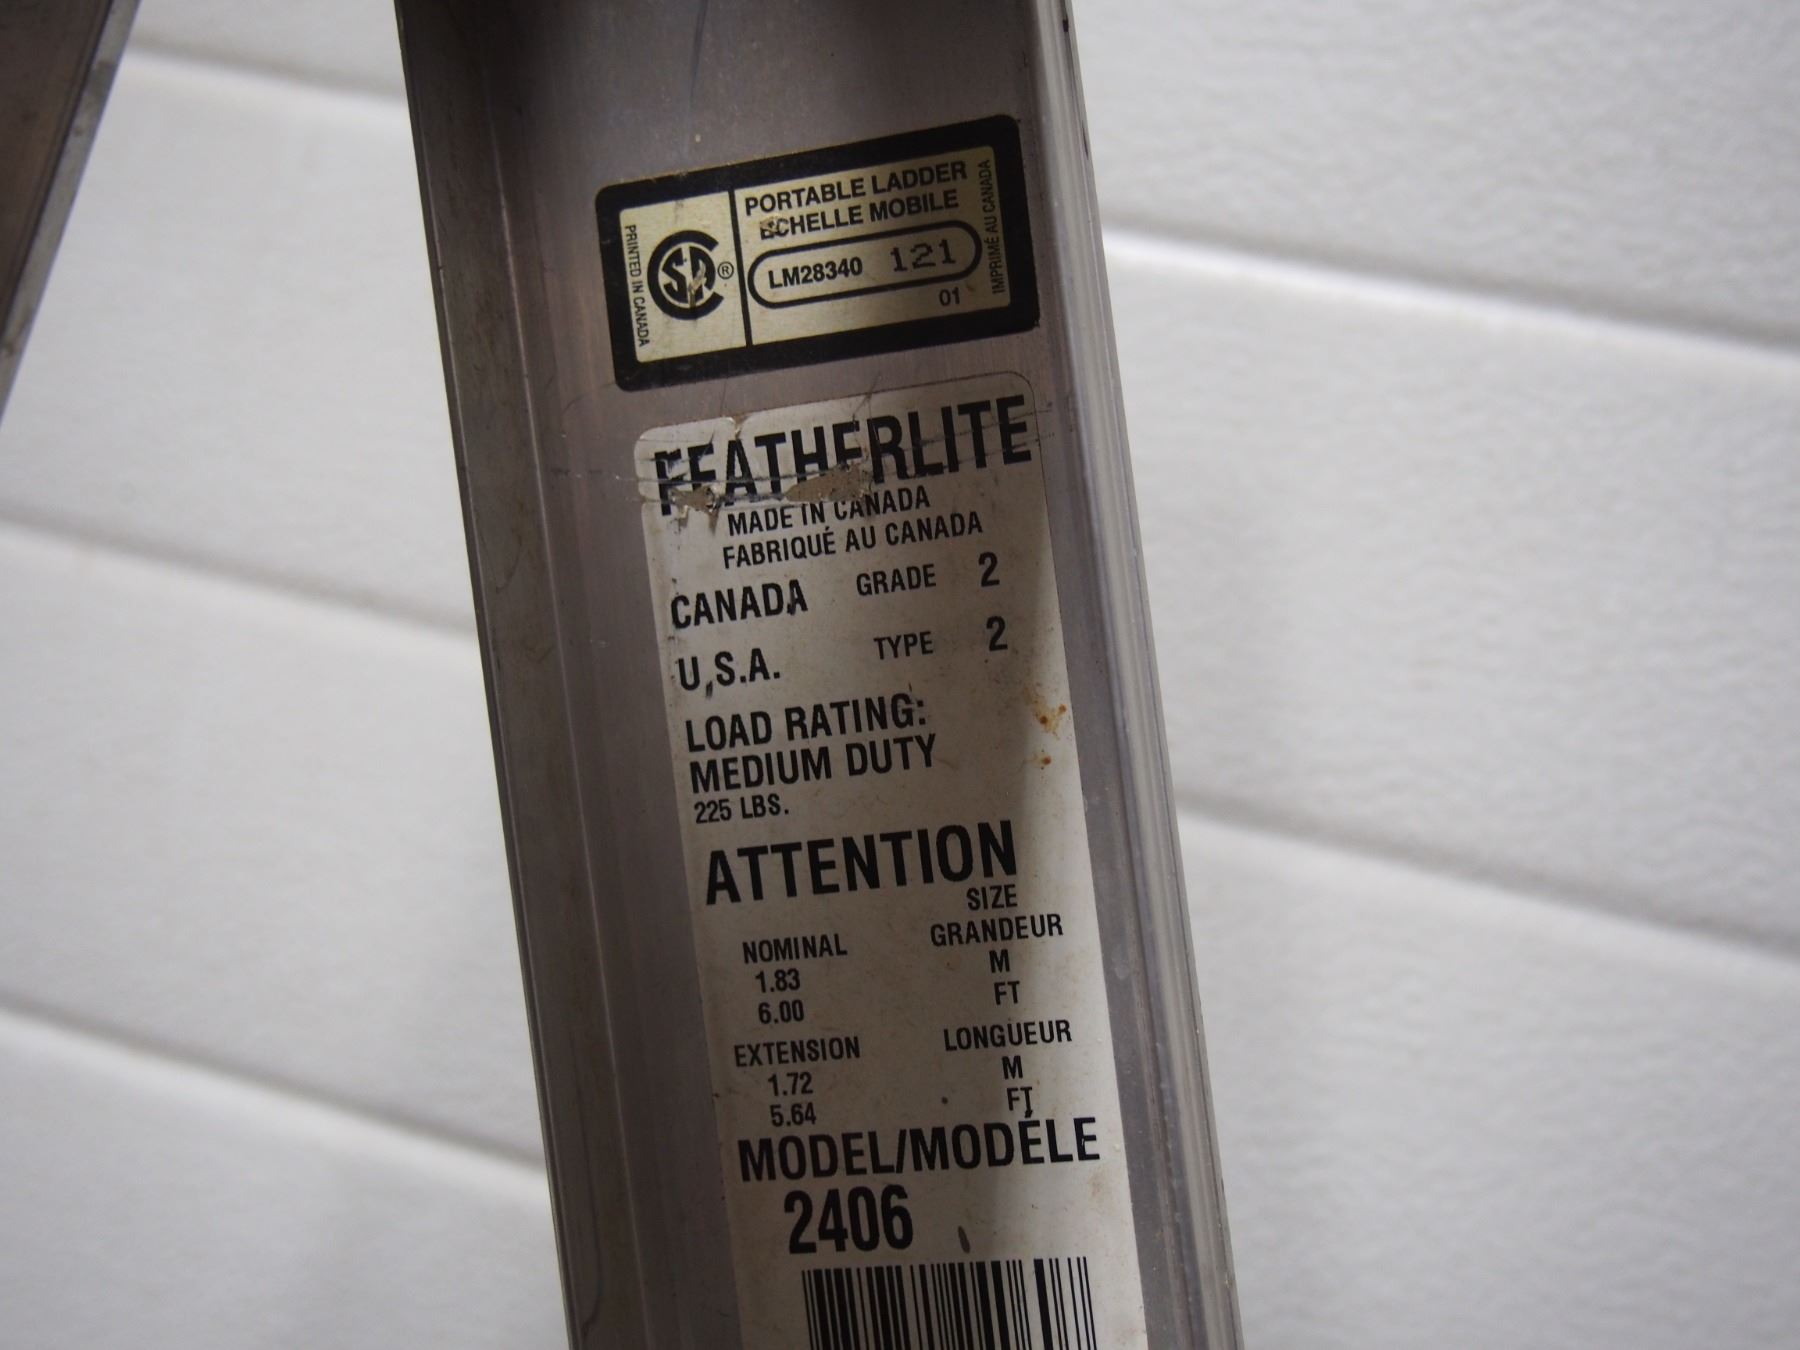 PRINTED IN CANADA
CSA®
PORTABLE LADDER
ECHELLE MOBILE
LM28340 121
01
IMPRIMÉ AU CANADA
FEATHERLITE
MADE IN CANADA
FABRIQUÉ AU CANADA
CANADA GRADE 2
U.S.A. TYPE 2
LOAD RATING:
MEDIUM DUTY
225 LBS.
ATTENTION
SIZE
NOMINAL GRANDEUR
1.83 M
6.00 FT
EXTENSION LONGUEUR
1.72 M
5.64 FT
MODEL/MODÉLE
2406